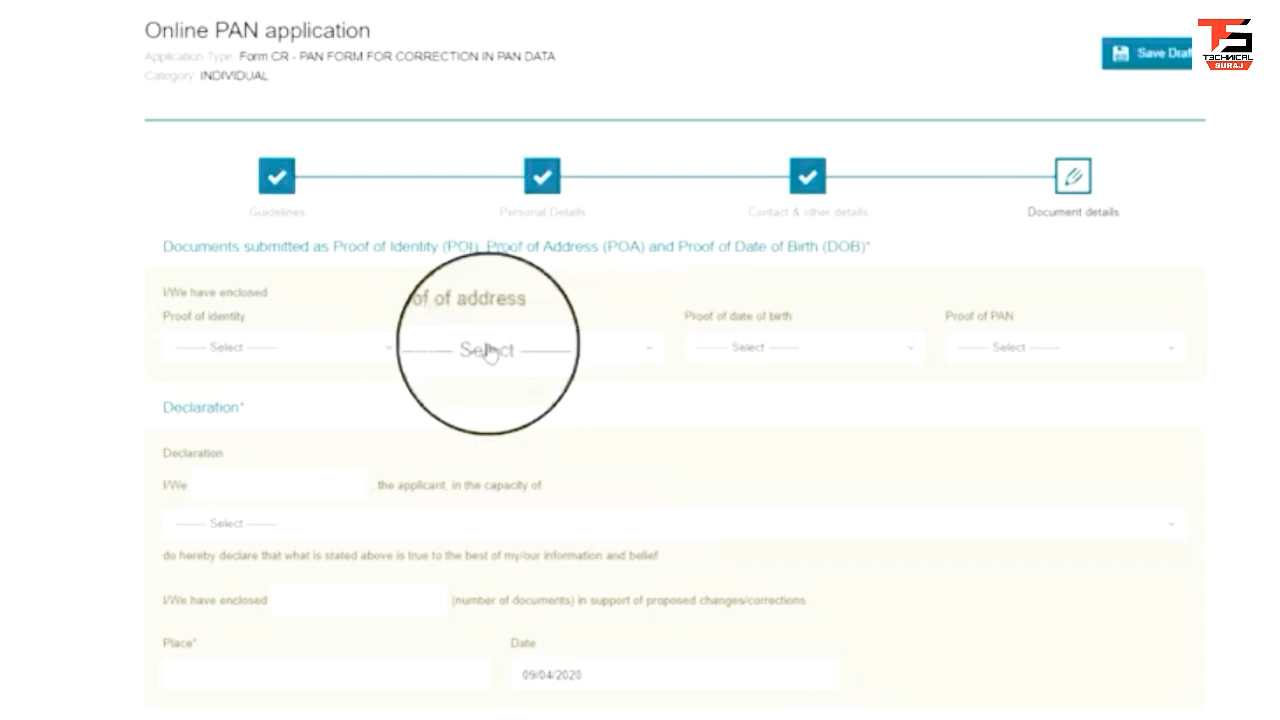 Online PAN application
Application Type: Form CR - PAN FORM FOR CORRECTION IN PAN DATA
Category: INDIVIDUAL
Save Draf
TECHNICAL
SURAJ
Guidelines
Personal Details
Contact & other details
Document details
Documents submitted as Proof of Identity (POI), Proof of Address (POA) and Proof of Date of Birth (DOB)*
I/We have enclosed
Proof of identity
of of address
Proof of date of birth
Proof of PAN
------- Select -------
------- Select -------
------- Select -------
------- Select -------
Declaration*
Declaration
I/We , the applicant, in the capacity of
------- Select -------
do hereby declare that what is stated above is true to the best of my/our information and belief
I/We have enclosed (number of documents) in support of proposed changes/corrections.
Place*
Date
09/04/2020